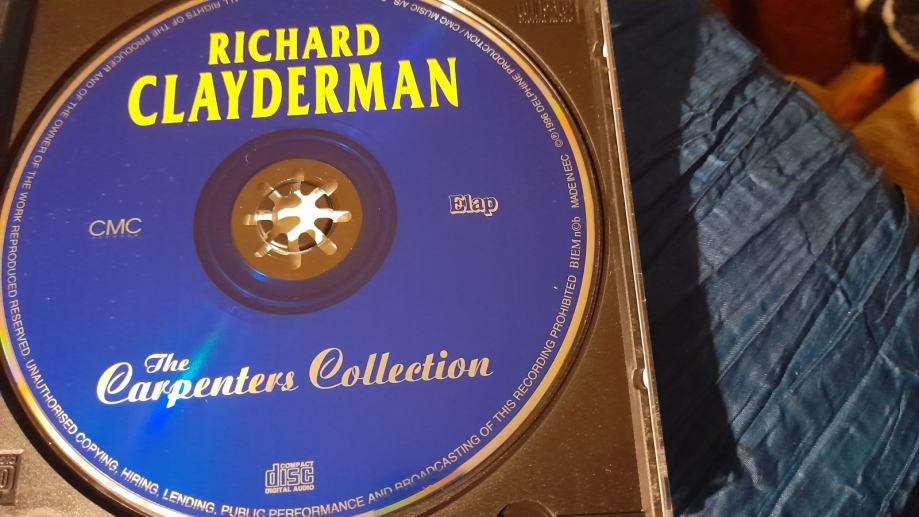 RICHARD
CLAYDERMAN
CMC
Elap
The
Carpenters Collection
COMPACT
disc
DIGITAL AUDIO
ALL RIGHTS OF THE PRODUCER AND OF THE OWNER OF THE WORK REPRODUCED RESERVED. UNAUTHORISED COPYING, HIRING, LENDING, PUBLIC PERFORMANCE AND BROADCASTING OF THIS RECORDING PROHIBITED BIEM n©b MADE IN EEC
©℗1996 DELPHINE PRODUCTION / CMC MUSIC A/S